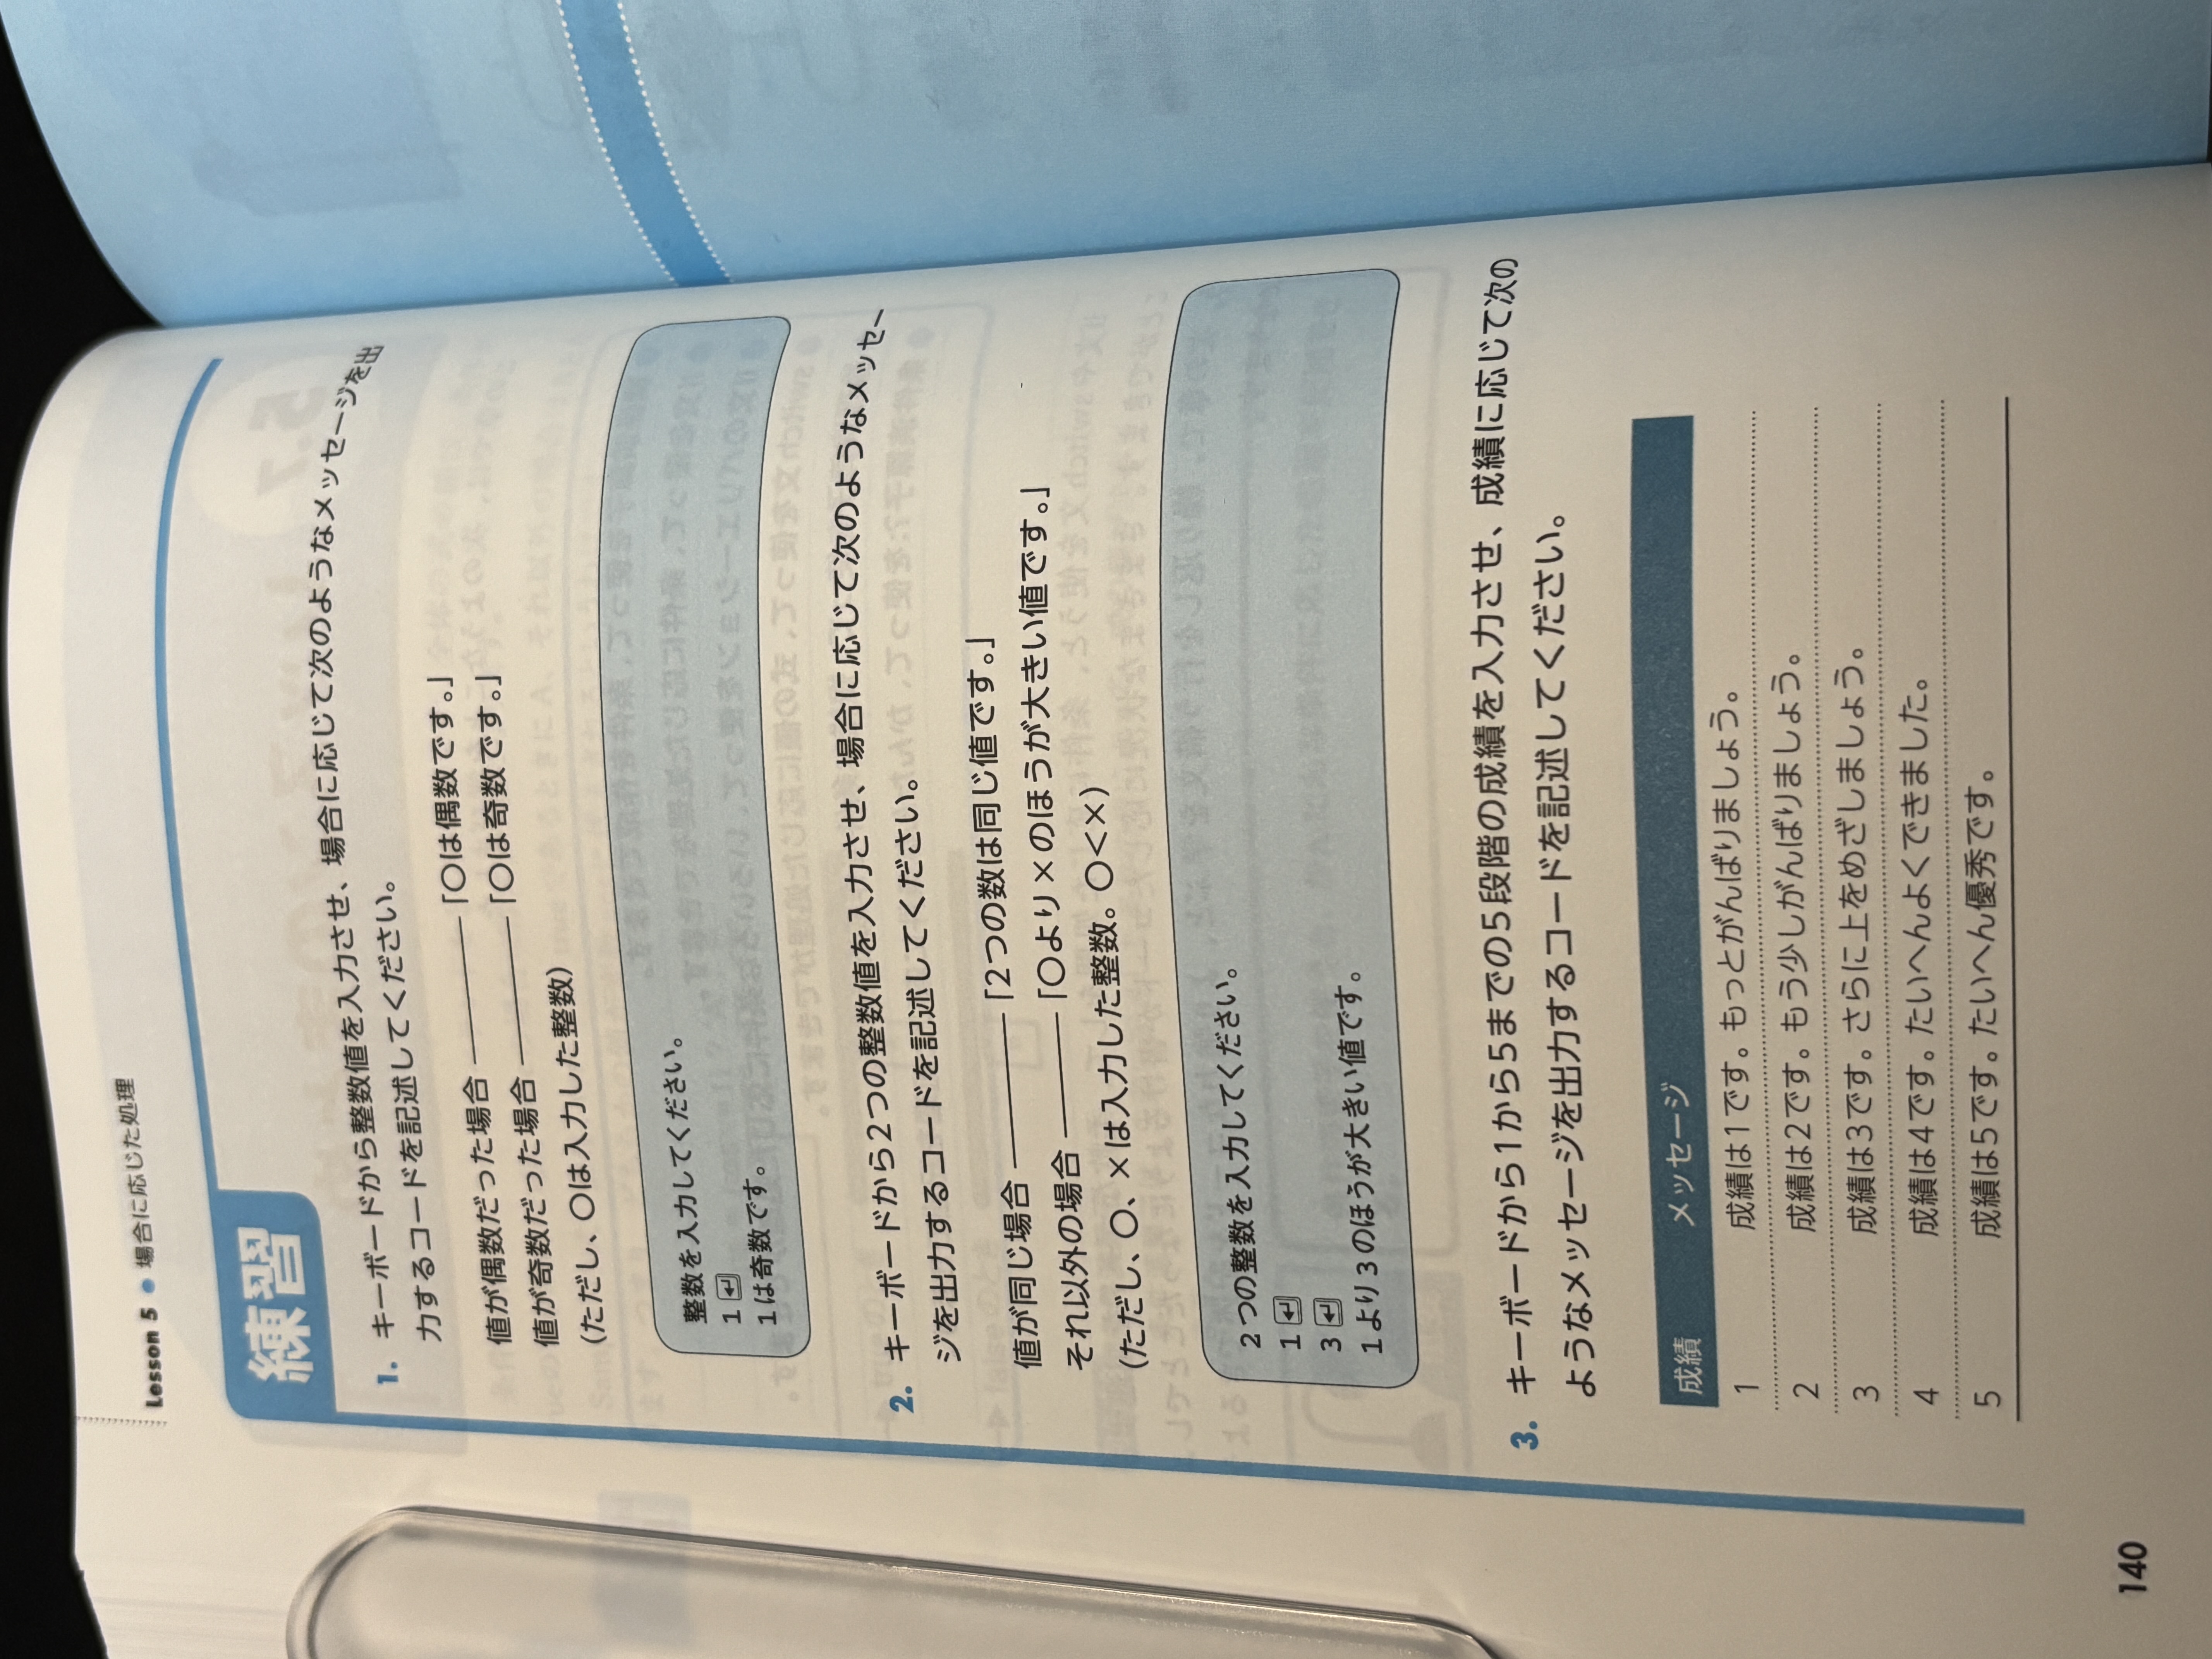 Lesson 5 ● 場合に応じた処理
練習
1. キーボードから整数値を入力させ、場合に応じて次のようなメッセージを出
力するコードを記述してください。
値が偶数だった場合 ――――「〇は偶数です。」
値が奇数だった場合 ――――「〇は奇数です。」
(ただし、〇は入力した整数)
整数を入力してください。
1 ↵
1は奇数です。
2. キーボードから2つの整数値を入力させ、場合に応じて次のようなメッセー
ジを出力するコードを記述してください。
値が同じ場合 ――――「2つの数は同じ値です。」
それ以外の場合 ――――「〇より×のほうが大きい値です。」
(ただし、〇、×は入力した整数。〇<×)
2つの整数を入力してください。
1 ↵
3 ↵
1より3のほうが大きい値です。
3. キーボードから1から5までの5段階の成績を入力させ、成績に応じて次の
ようなメッセージを出力するコードを記述してください。
成績 メッセージ
1 成績は1です。もっとがんばりましょう。
2 成績は2です。もう少しがんばりましょう。
3 成績は3です。さらに上をめざしましょう。
4 成績は4です。たいへんよくできました。
5 成績は5です。たいへん優秀です。
140